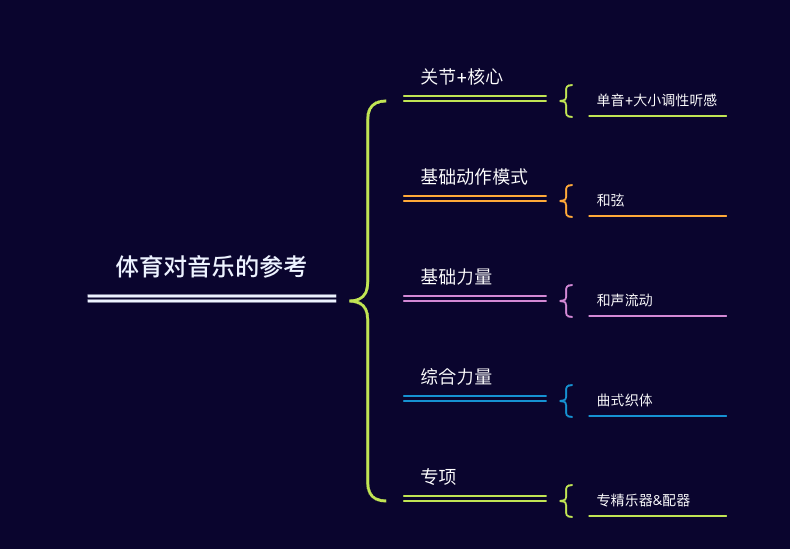 体育对音乐的参考
关节+核心
单音+大小调性听感
基础动作模式
和弦
基础力量
和声流动
综合力量
曲式织体
专项
专精乐器&配器